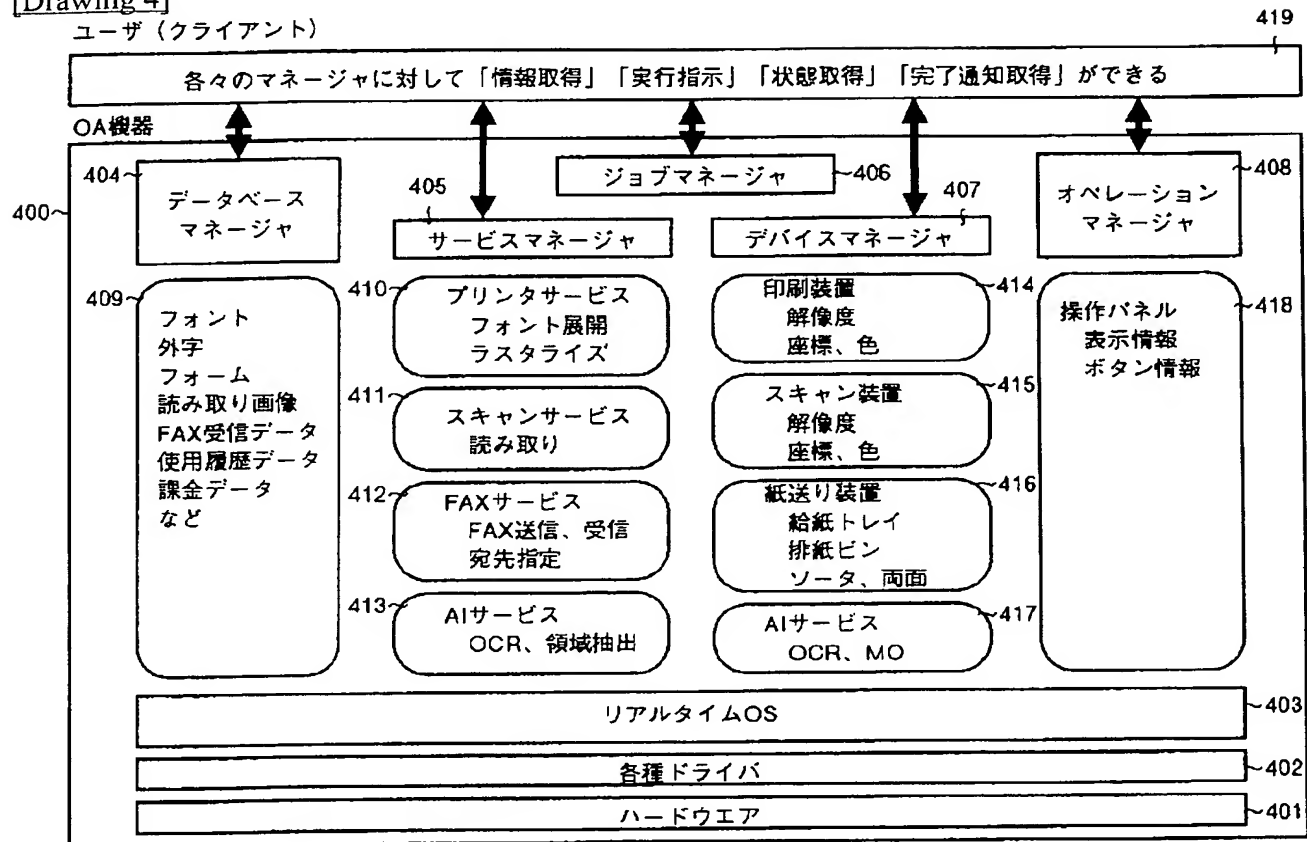 [Drawing 4]
ユーザ（クライアント）
419
各々のマネージャに対して「情報取得」「実行指示」「状態取得」「完了通知取得」ができる
OA機器
400
404
データベース
マネージャ
405
サービスマネージャ
ジョブマネージャ
406
407
デバイスマネージャ
408
オペレーション
マネージャ
409
フォント
外字
フォーム
読み取り画像
FAX受信データ
使用履歴データ
課金データ
など
410
プリンタサービス
フォント展開
ラスタライズ
411
スキャンサービス
読み取り
412
FAXサービス
FAX送信、受信
宛先指定
413
AIサービス
OCR、領域抽出
印刷装置
解像度
座標、色
414
スキャン装置
解像度
座標、色
415
紙送り装置
給紙トレイ
排紙ビン
ソータ、両面
416
AIサービス
OCR、MO
417
操作パネル
表示情報
ボタン情報
418
リアルタイムOS
403
各種ドライバ
402
ハードウエア
401